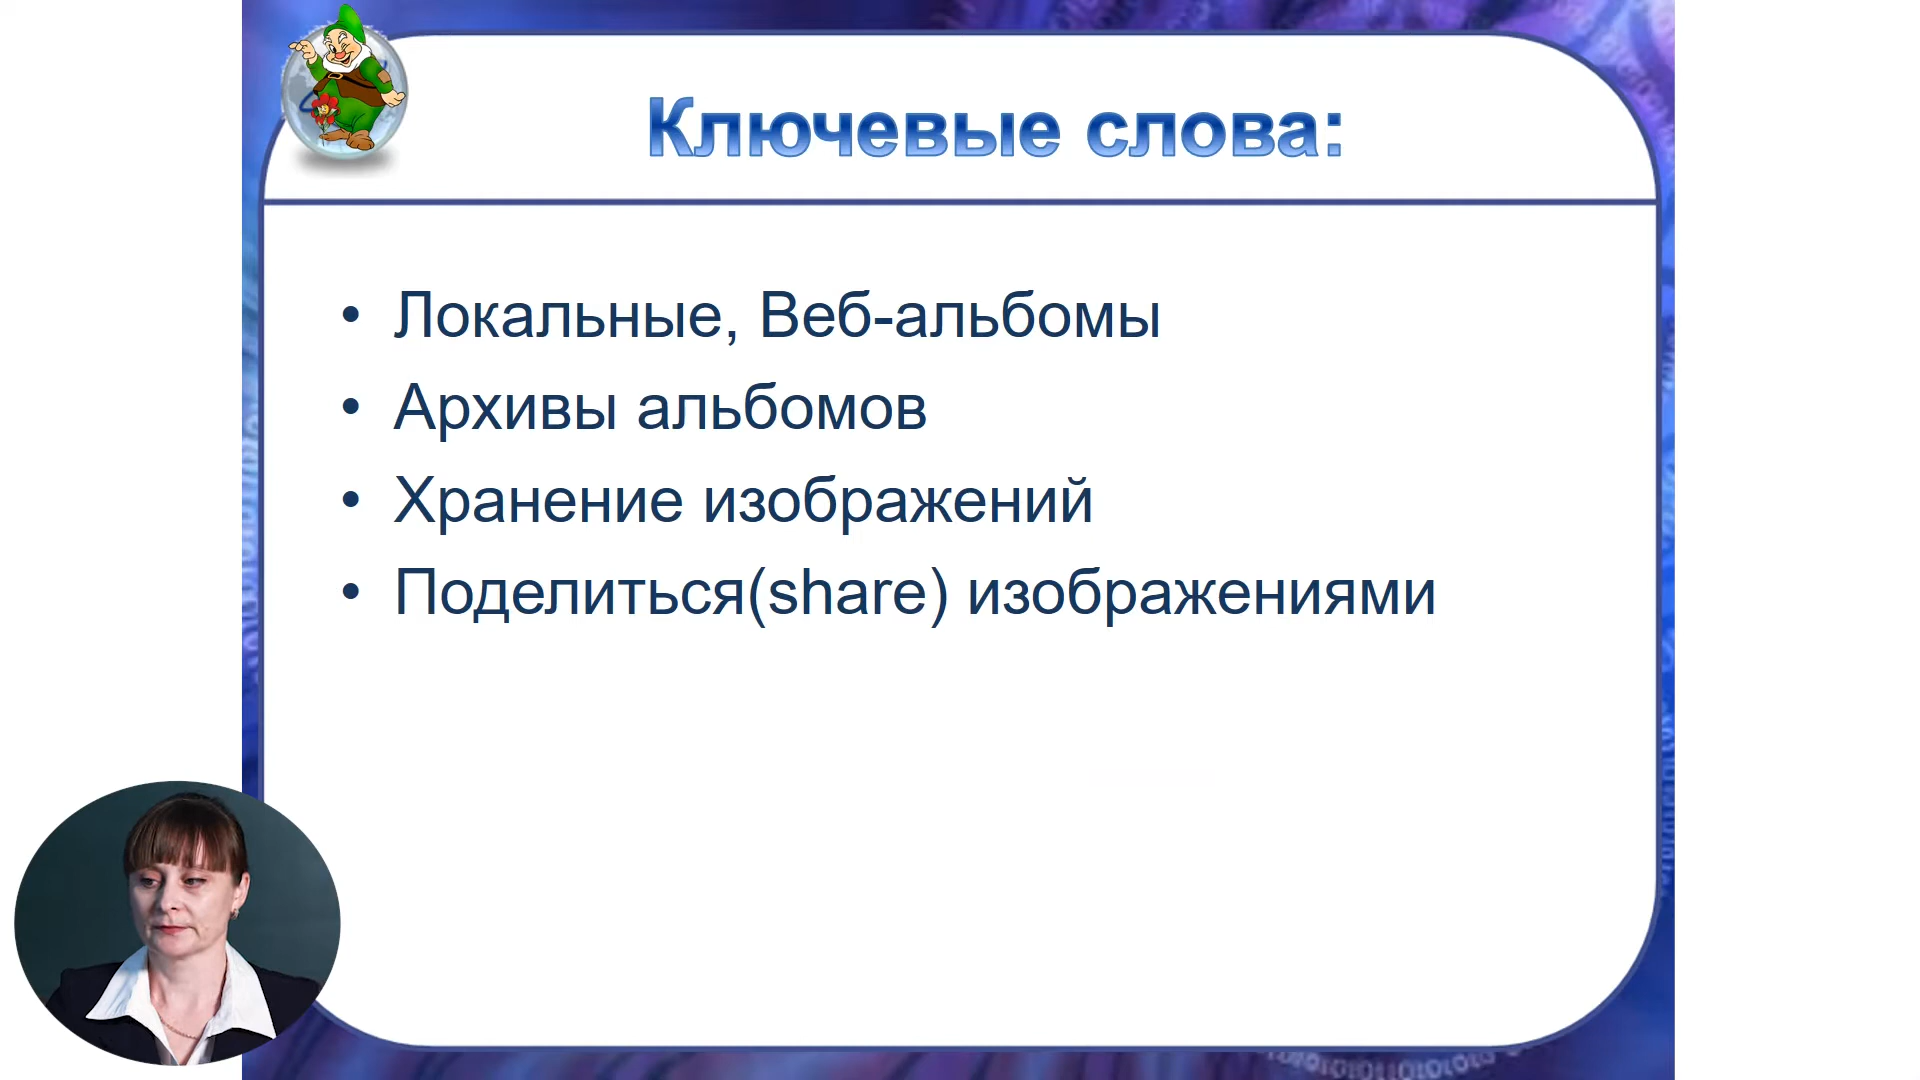 Ключевые слова:
• Локальные, Веб-альбомы
• Архивы альбомов
• Хранение изображений
• Поделиться(share) изображениями